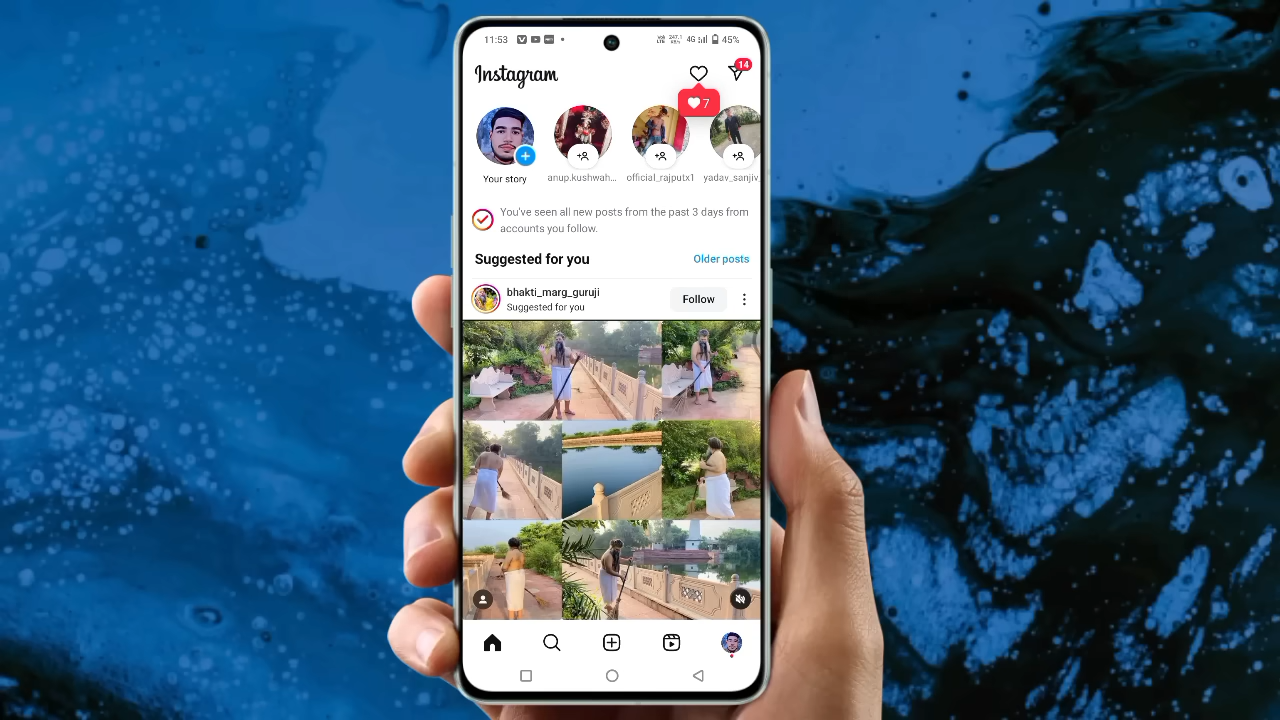 11:53
4G
45%
Instagram
14
7
Your story
anup.kushwah...
official_rajputx1
yadav_sanjiv_
You've seen all new posts from the past 3 days from
accounts you follow.
Suggested for you
Older posts
bhakti_marg_guruji
Suggested for you
Follow